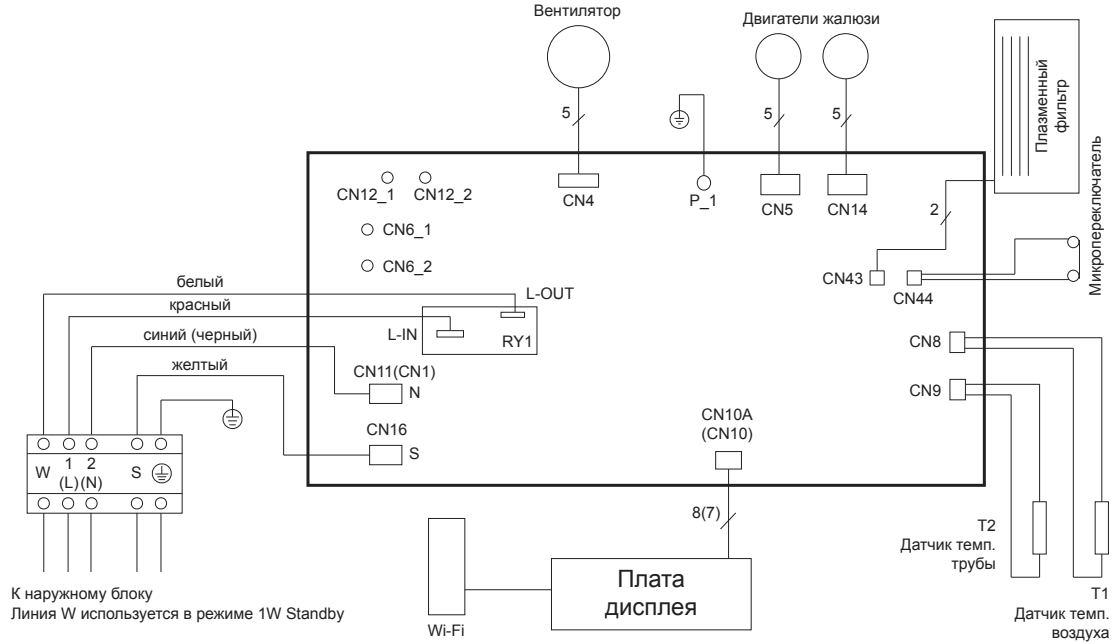 Вентилятор
Двигатели жалюзи
Плазменный
фильтр
5
5
5
Микропереключатель
CN12_1
CN12_2
CN4
P_1
CN5
CN14
2
CN6_1
CN6_2
CN43
CN44
белый
L-OUT
красный
L-IN
RY1
синий (черный)
CN8
желтый
CN11(CN1)
N
CN9
CN10A
(CN10)
CN16
S
W
1
(L)
2
(N)
S
8(7)
T2
Датчик темп.
трубы
Плата
дисплея
К наружному блоку
Линия W используется в режиме 1W Standby
Wi-Fi
T1
Датчик темп.
воздуха